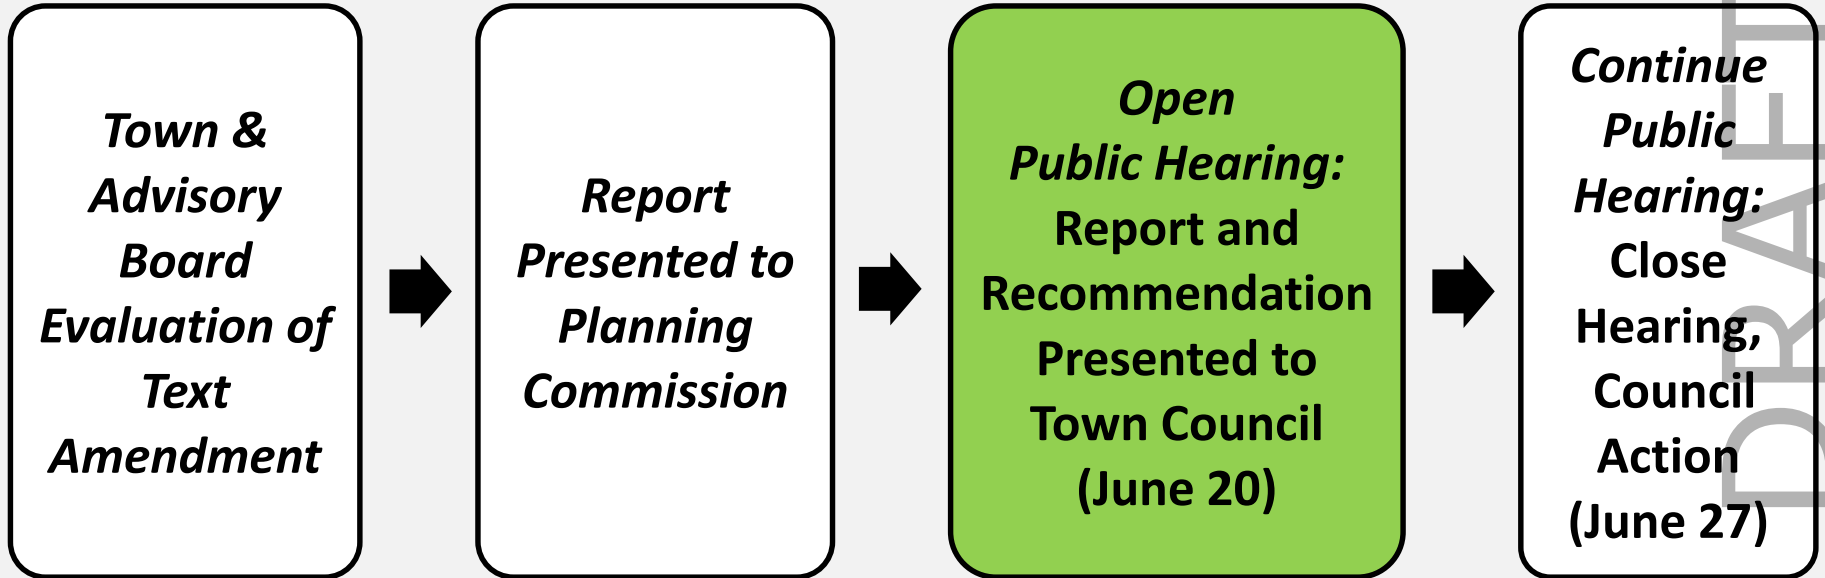 Town &
Advisory
Board
Evaluation of
Text
Amendment
Report
Presented to
Planning
Commission
Open
Public Hearing:
Report and
Recommendation
Presented to
Town Council
(June 20)
Continue
Public
Hearing:
Close
Hearing,
Council
Action
(June 27)
DRAFT